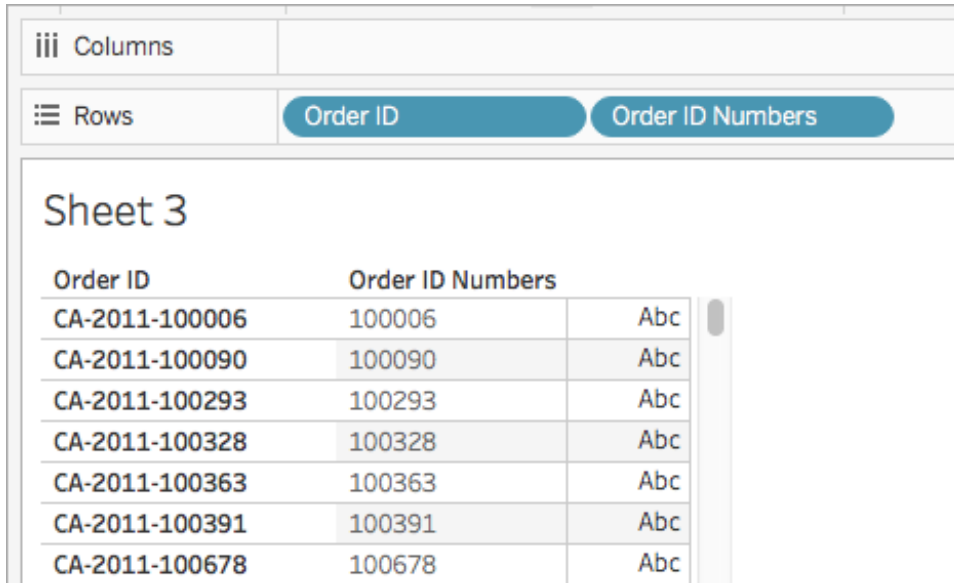 Columns
Rows Order ID Order ID Numbers
Sheet 3
Order ID Order ID Numbers
CA-2011-100006 100006 Abc
CA-2011-100090 100090 Abc
CA-2011-100293 100293 Abc
CA-2011-100328 100328 Abc
CA-2011-100363 100363 Abc
CA-2011-100391 100391 Abc
CA-2011-100678 100678 Abc